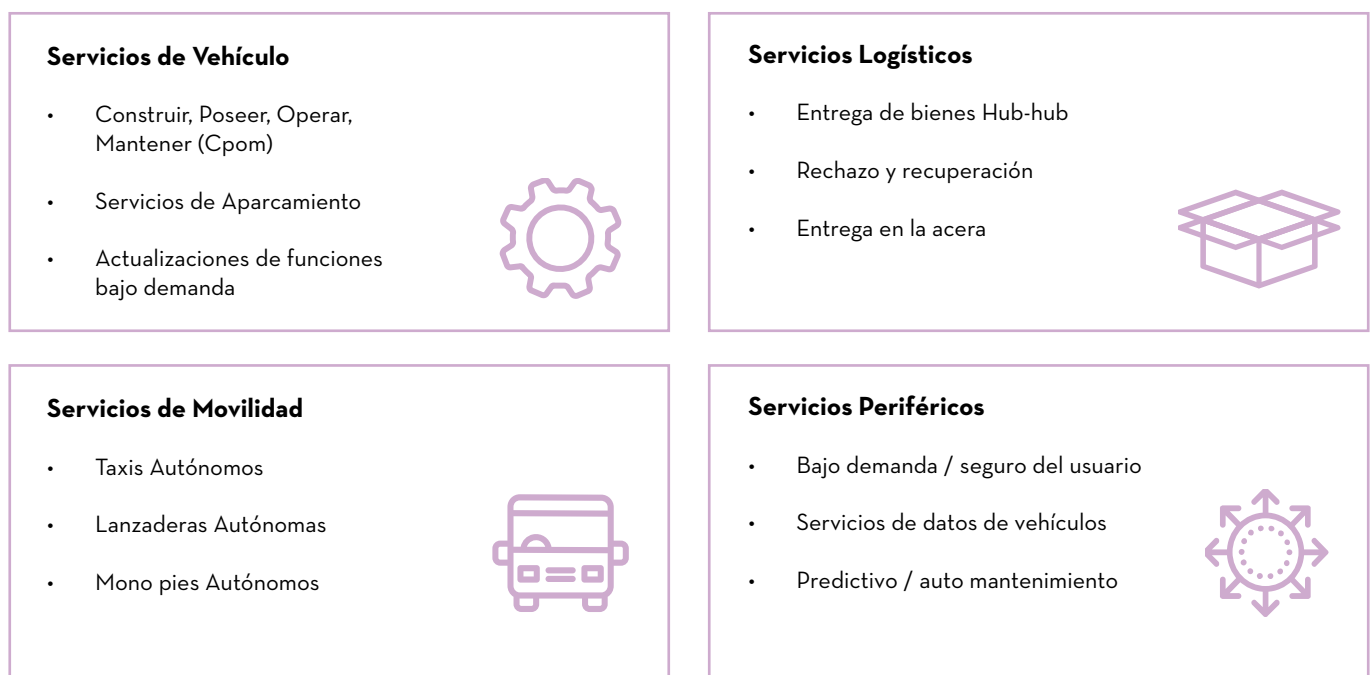 Servicios de Vehículo
• Construir, Poseer, Operar,
Mantener (Cpom)
• Servicios de Aparcamiento
• Actualizaciones de funciones
bajo demanda
Servicios Logísticos
• Entrega de bienes Hub-hub
• Rechazo y recuperación
• Entrega en la acera
Servicios de Movilidad
• Taxis Autónomos
• Lanzaderas Autónomas
• Mono pies Autónomos
Servicios Periféricos
• Bajo demanda / seguro del usuario
• Servicios de datos de vehículos
• Predictivo / auto mantenimiento